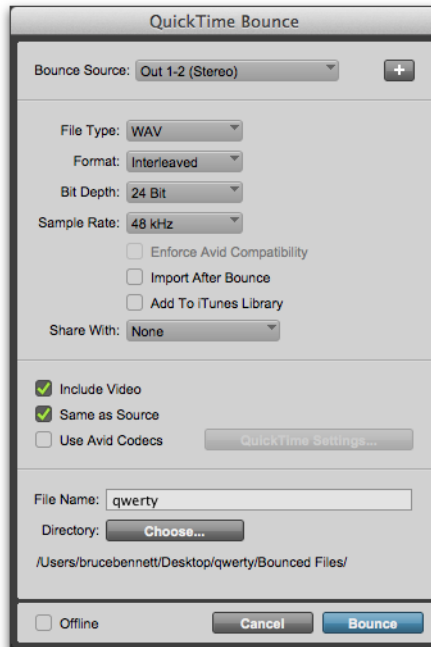 QuickTime Bounce
Bounce Source: Out 1-2 (Stereo) +
File Type: WAV
Format: Interleaved
Bit Depth: 24 Bit
Sample Rate: 48 kHz
Enforce Avid Compatibility
Import After Bounce
Add To iTunes Library
Share With: None
Include Video
Same as Source
Use Avid Codecs QuickTime Settings...
File Name: qwerty
Directory: Choose...
/Users/brucebennett/Desktop/qwerty/Bounced Files/
Offline Cancel Bounce